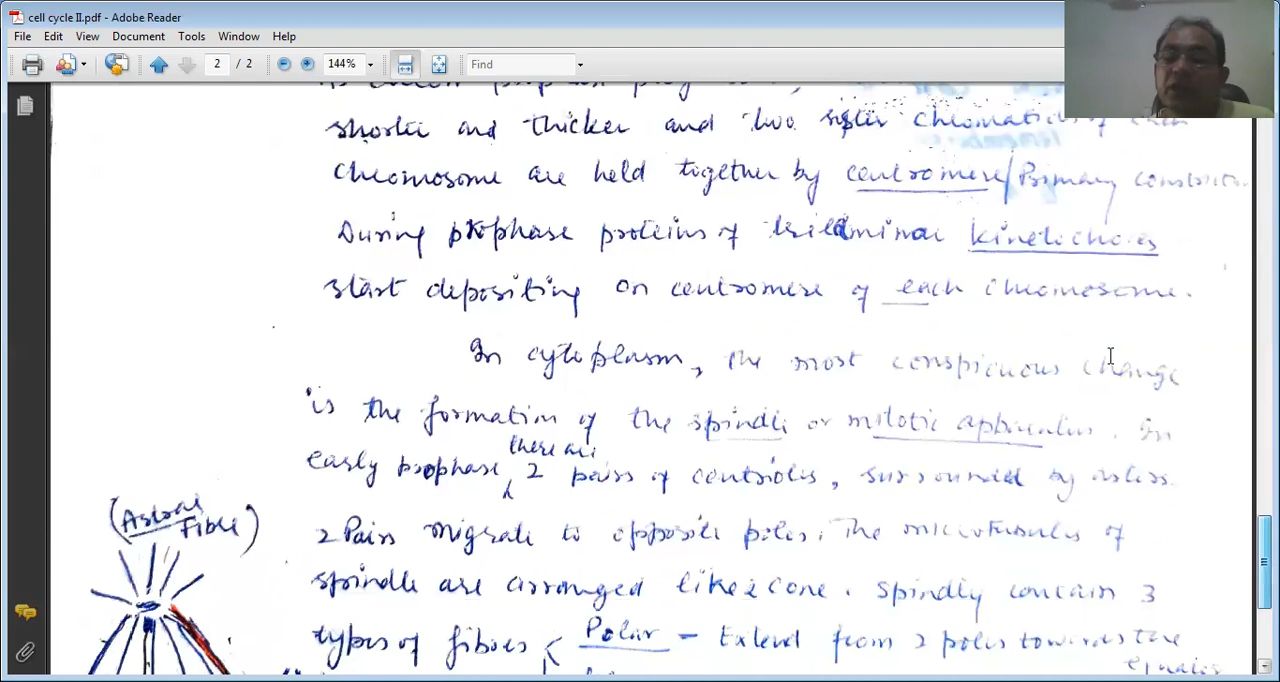 cell cycle II.pdf - Adobe Reader
File Edit View Document Tools Window Help
2 / 2 144% Find
shorter and thicker and two sister chromatids of each
chromosome are held together by centromere/Primary
During prophase proteins of trilaminar kinetichores
start depositing on centromere of each chromosome.
In cytoplasm, the most conspicuous change
is the formation of the spindle or mitotic apparatus. In
early prophase there are 2 pairs of centrioles, surrounded by asters.
2 Pairs migrate to opposite poles. The microtubules of
spindle are arranged like 2 cone. Spindly contain 3
types of fibres < Polar - Extend from 2 poles towards the
(Astral
Fibre)